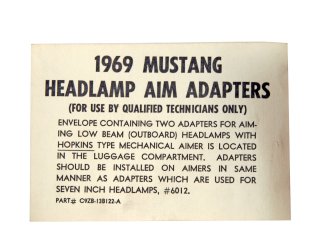 1969 MUSTANG
HEADLAMP AIM ADAPTERS
(FOR USE BY QUALIFIED TECHNICIANS ONLY)
ENVELOPE CONTAINING TWO ADAPTERS FOR AIM-
ING LOW BEAM (OUTBOARD) HEADLAMPS WITH
HOPKINS TYPE MECHANICAL AIMER IS LOCATED
IN THE LUGGAGE COMPARTMENT. ADAPTERS
SHOULD BE INSTALLED ON AIMERS IN SAME
MANNER AS ADAPTERS WHICH ARE USED FOR
SEVEN INCH HEADLAMPS, #6012.
PART# C9ZB-13B122-A